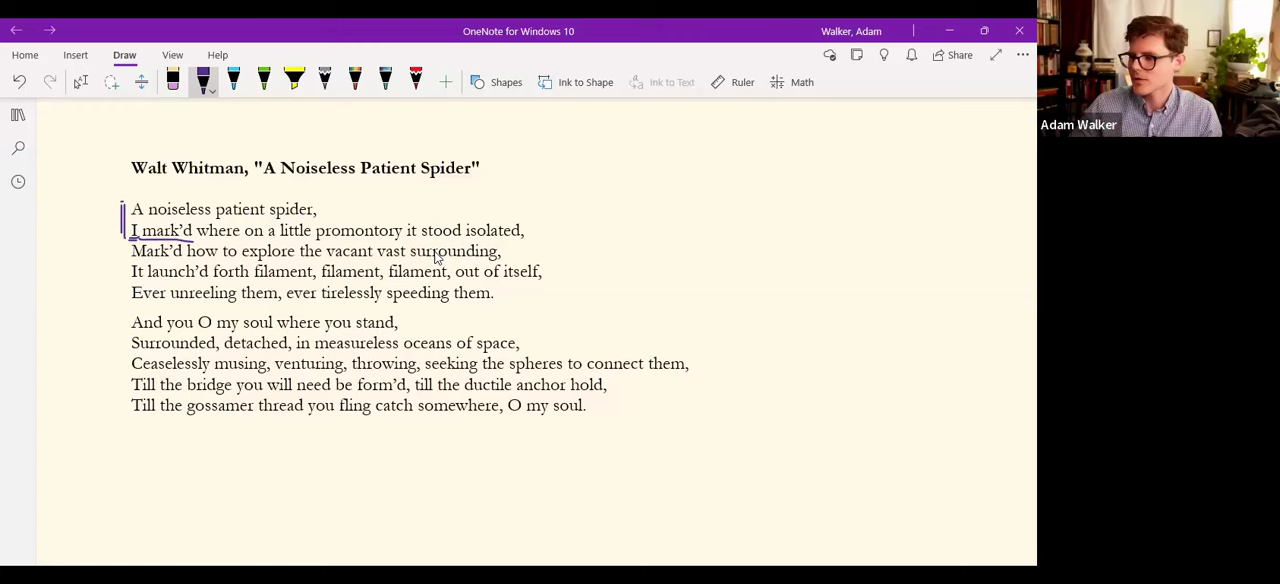 OneNote for Windows 10
Walker, Adam
Home Insert Draw View Help
Share
Shapes Ink to Shape Ink to Text Ruler Math
Adam Walker
Walt Whitman, "A Noiseless Patient Spider"
A noiseless patient spider,
I mark’d where on a little promontory it stood isolated,
Mark’d how to explore the vacant vast surrounding,
It launch’d forth filament, filament, filament, out of itself,
Ever unreeling them, ever tirelessly speeding them.
And you O my soul where you stand,
Surrounded, detached, in measureless oceans of space,
Ceaselessly musing, venturing, throwing, seeking the spheres to connect them,
Till the bridge you will need be form’d, till the ductile anchor hold,
Till the gossamer thread you fling catch somewhere, O my soul.